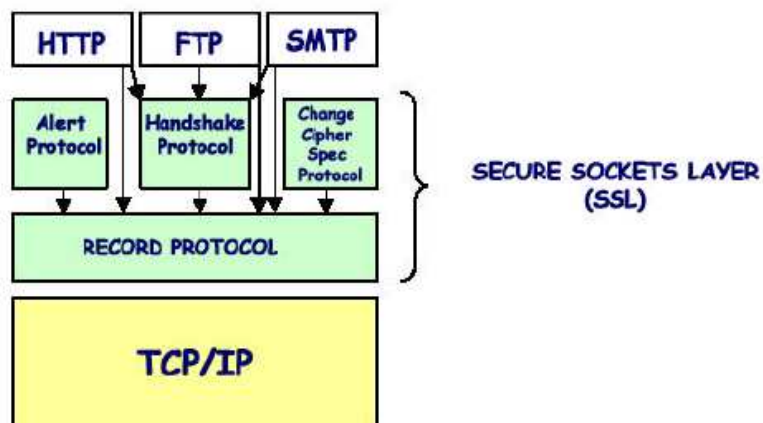 HTTP
FTP
SMTP
Alert
Protocol
Handshake
Protocol
Change
Cipher
Spec
Protocol
SECURE SOCKETS LAYER
(SSL)
RECORD PROTOCOL
TCP/IP